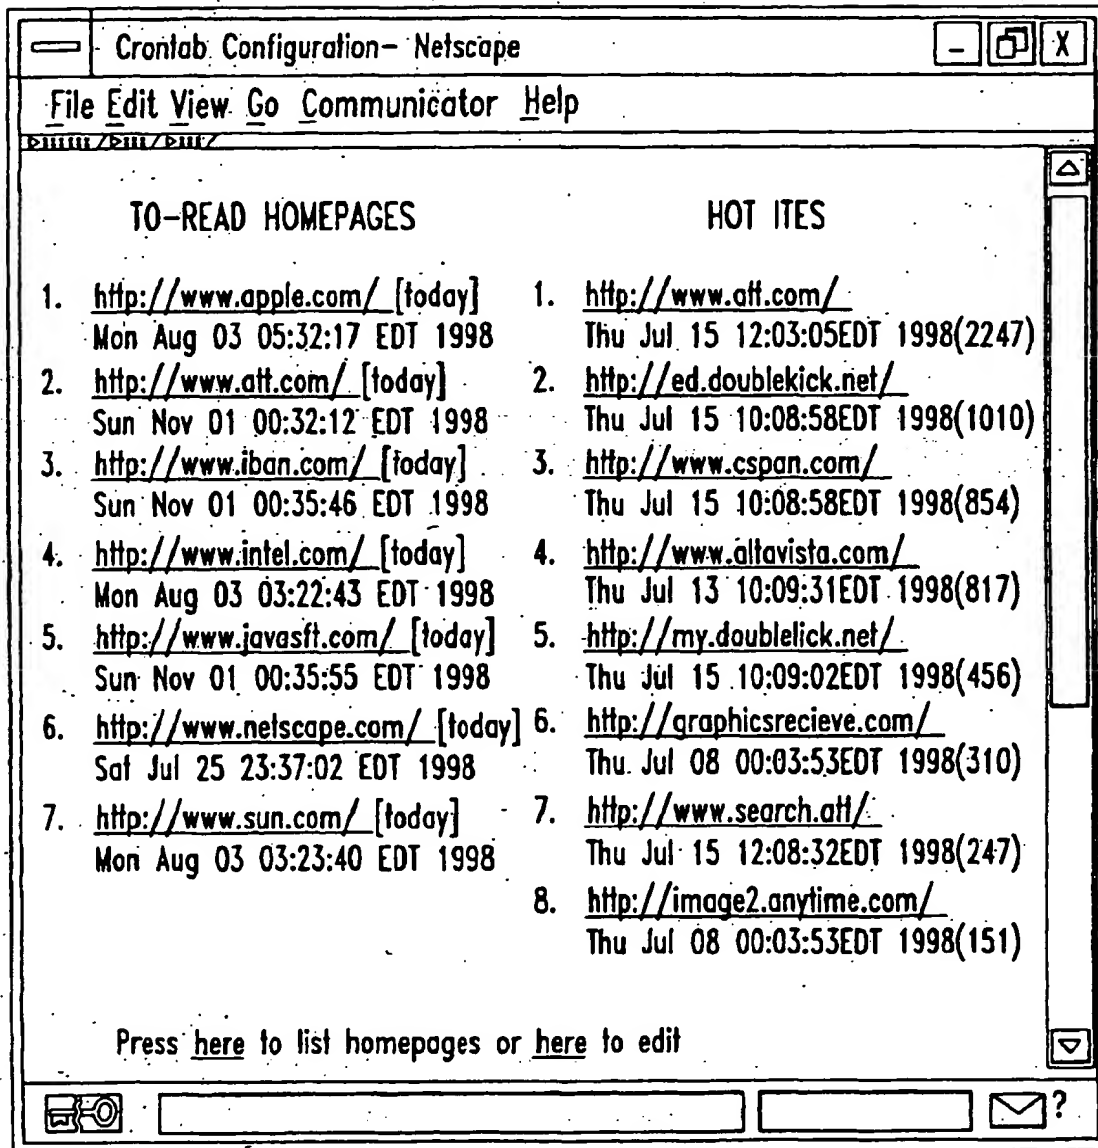 Crontab Configuration- Netscape
- X
File Edit View Go Communicator Help
TO-READ HOMEPAGES
1. http://www.apple.com/ [today]
Mon Aug 03 05:32:17 EDT 1998
2. http://www.att.com/ [today]
Sun Nov 01 00:32:12 EDT 1998
3. http://www.iban.com/ [today]
Sun Nov 01 00:35:46 EDT 1998
4. http://www.intel.com/ [today]
Mon Aug 03 03:22:43 EDT 1998
5. http://www.javasft.com/ [today]
Sun Nov 01 00:35:55 EDT 1998
6. http://www.netscape.com/ [today]
Sat Jul 25 23:37:02 EDT 1998
7. http://www.sun.com/ [today]
Mon Aug 03 03:23:40 EDT 1998
HOT ITES
1. http://www.att.com/
Thu Jul 15 12:03:05EDT 1998(2247)
2. http://ed.doublekick.net/
Thu Jul 15 10:08:58EDT 1998(1010)
3. http://www.cspan.com/
Thu Jul 15 10:08:58EDT 1998(854)
4. http://www.altavista.com/
Thu Jul 13 10:09:31EDT 1998(817)
5. http://my.doublelick.net/
Thu Jul 15 10:09:02EDT 1998(456)
6. http://graphicsrecieve.com/
Thu Jul 08 00:03:53EDT 1998(310)
7. http://www.search.att/
Thu Jul 15 12:08:32EDT 1998(247)
8. http://image2.anytime.com/
Thu Jul 08 00:03:53EDT 1998(151)
Press here to list homepages or here to edit
?